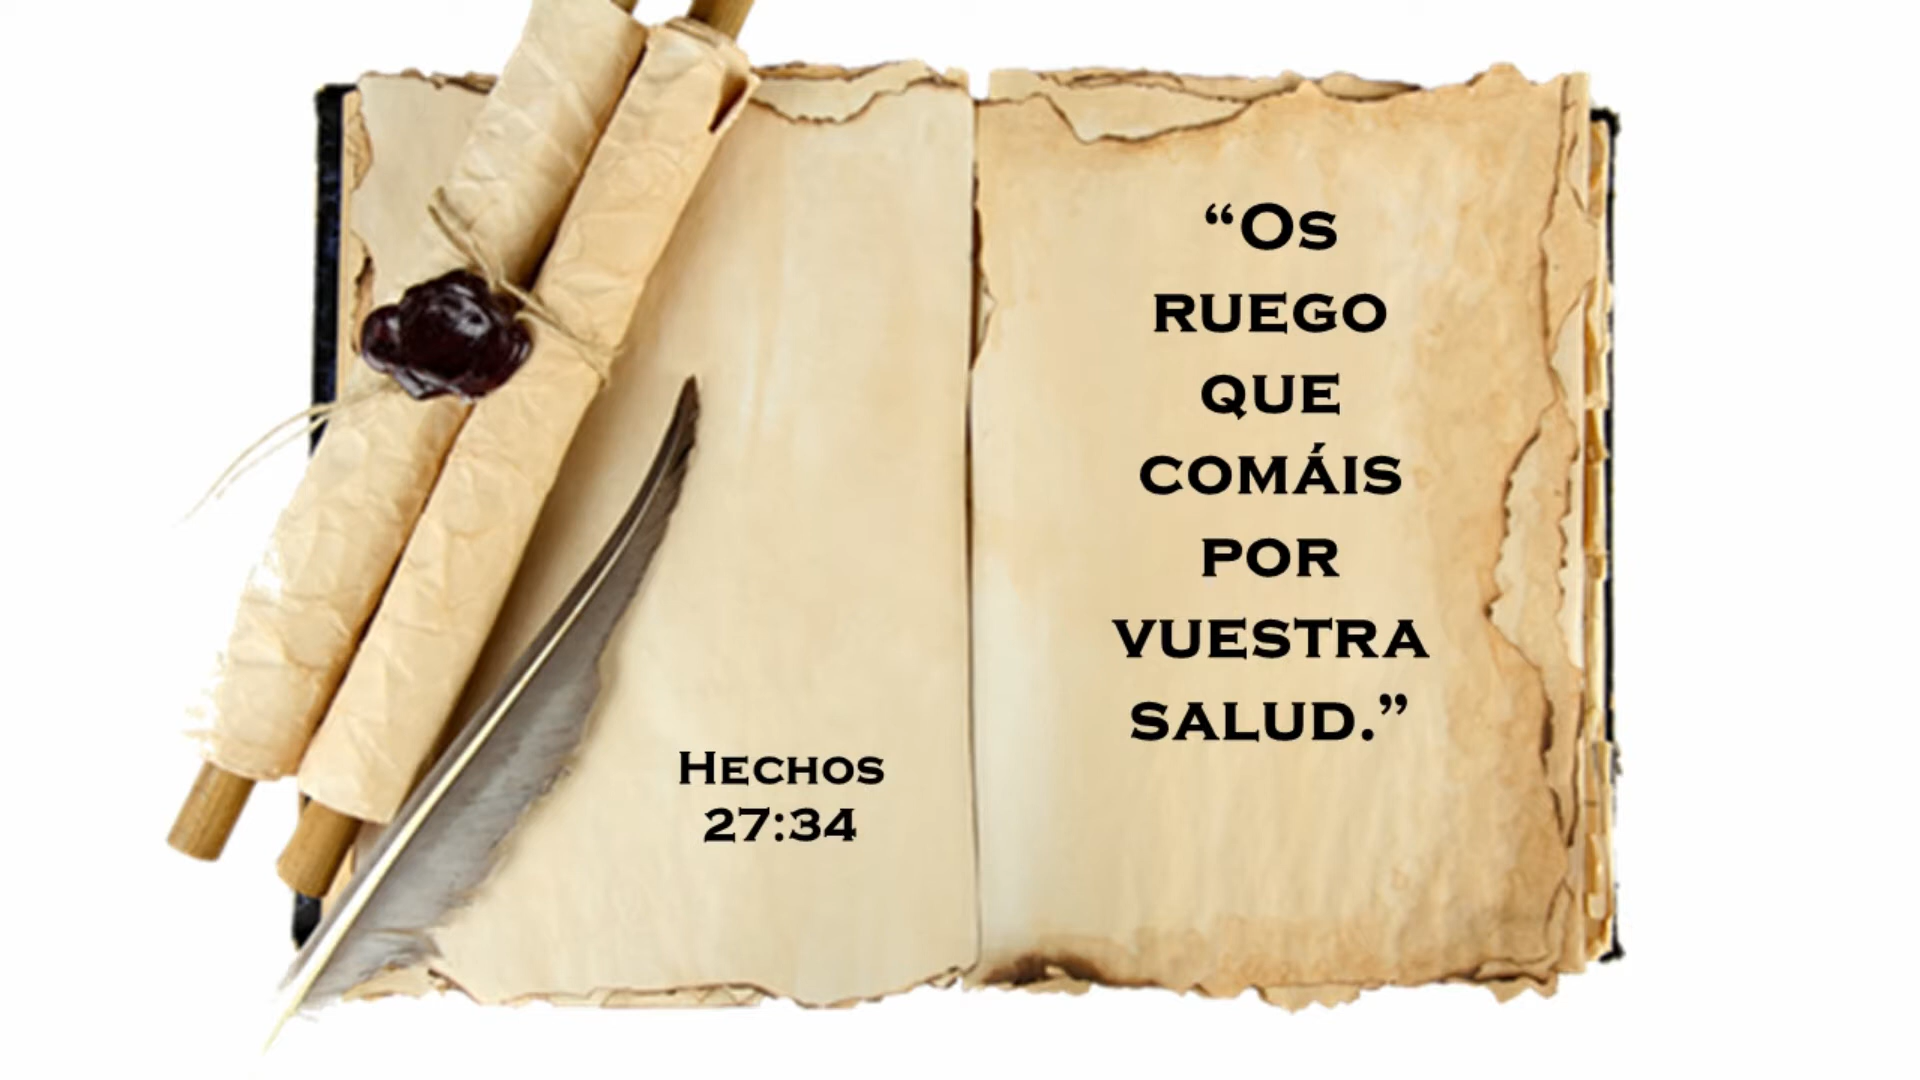 “Os
ruego
que
comáis
por
vuestra
salud.”
Hechos
27:34